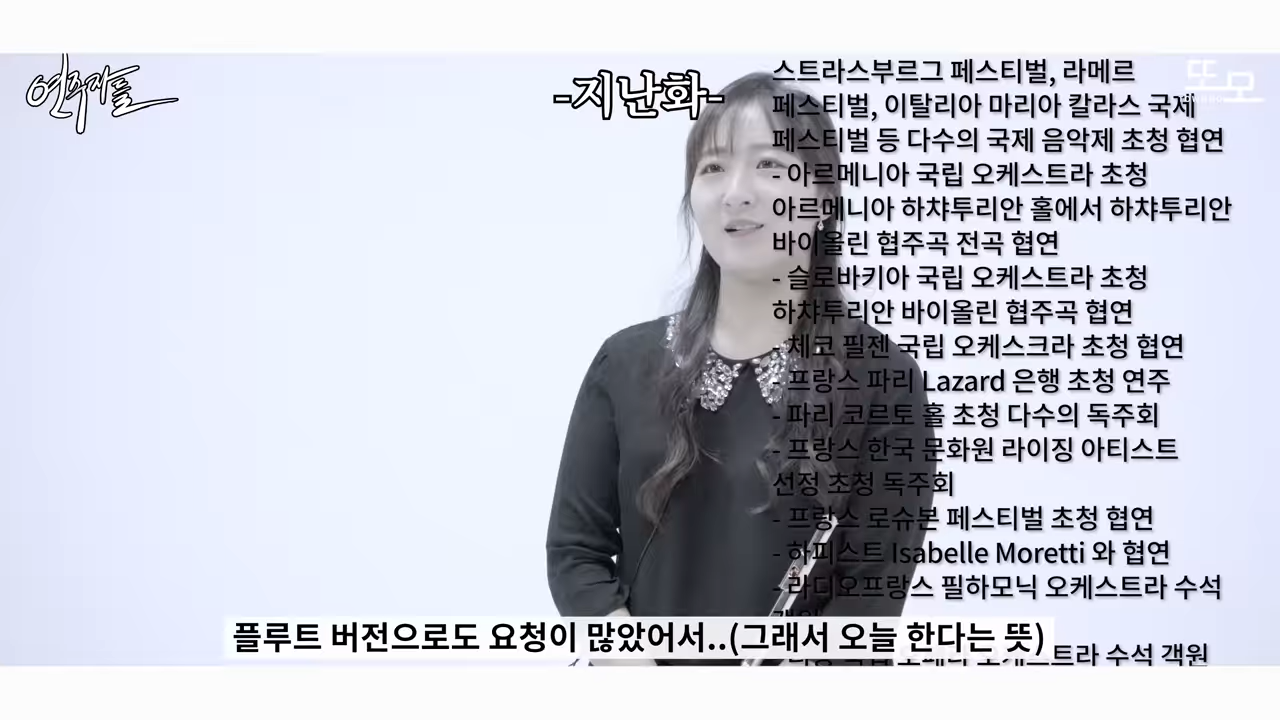 연주자들
-지난화-
또모
스트라스부르그 페스티벌, 라메르
페스티벌, 이탈리아 마리아 칼라스 국제
페스티벌 등 다수의 국제 음악제 초청 협연
- 아르메니아 국립 오케스트라 초청
아르메니아 하챠투리안 홀에서 하챠투리안
바이올린 협주곡 전곡 협연
- 슬로바키아 국립 오케스트라 초청
하챠투리안 바이올린 협주곡 협연
- 체코 필젠 국립 오케스크라 초청 협연
- 프랑스 파리 Lazard 은행 초청 연주
- 파리 코르토 홀 초청 다수의 독주회
- 프랑스 한국 문화원 라이징 아티스트
선정 초청 독주회
- 프랑스 로슈본 페스티벌 초청 협연
- 하피스트 Isabelle Moretti 와 협연
- 라디오프랑스 필하모닉 오케스트라 수석
오케스트라 수석 객원
플루트 버전으로도 요청이 많았어서..(그래서 오늘 한다는 뜻)